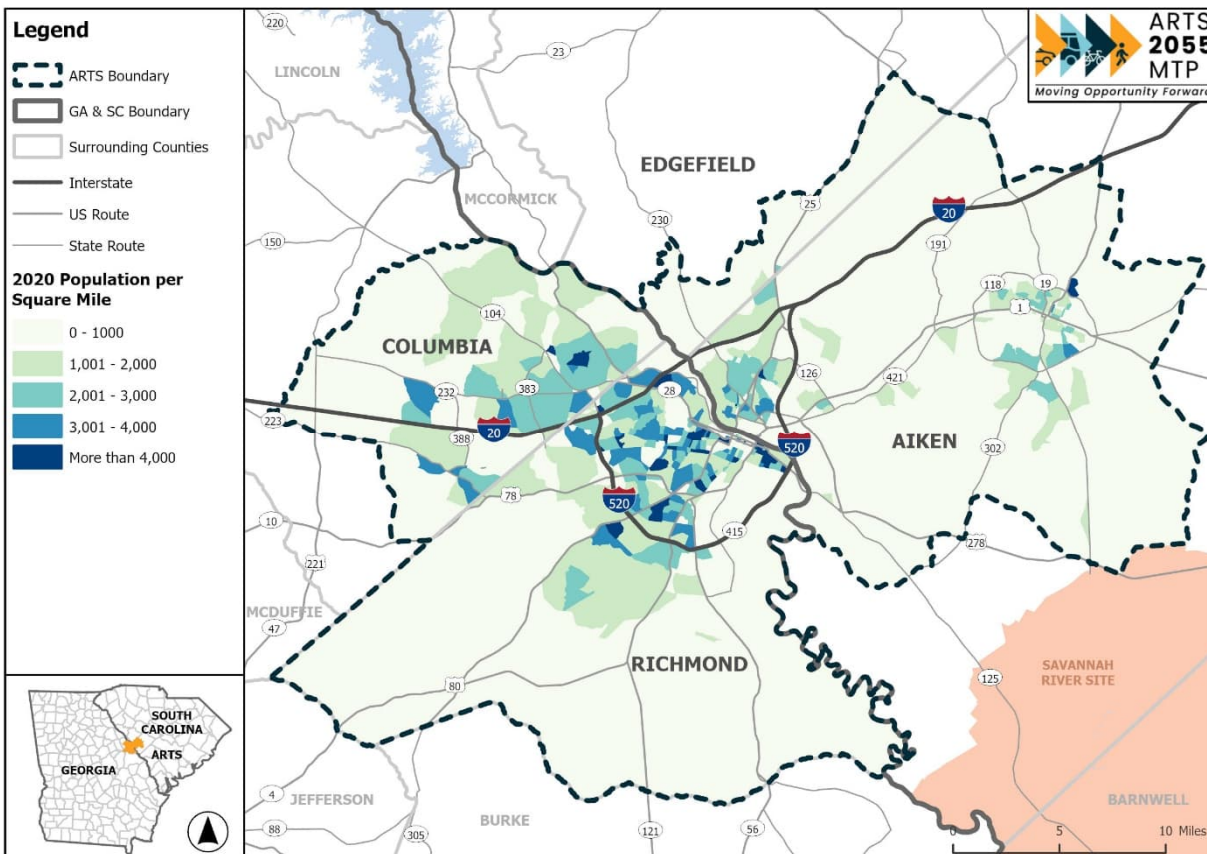 Legend
ARTS Boundary
GA & SC Boundary
Surrounding Counties
Interstate
US Route
State Route
2020 Population per
Square Mile
0 - 1000
1,001 - 2,000
2,001 - 3,000
3,001 - 4,000
More than 4,000
SOUTH
CAROLINA
ARTS
GEORGIA
ARTS
2055
MTP
Moving Opportunity Forward
220
23
LINCOLN
EDGEFIELD
MCCORMICK
25
20
230
191
150
118
19
1
104
COLUMBIA
126
421
232
383
28
223
20
388
AIKEN
520
302
78
520
10
415
278
221
MCDUFFIE
47
RICHMOND
SAVANNAH
RIVER SITE
125
80
4
JEFFERSON
BARNWELL
88
305
BURKE
121
56
0
5
10 Miles